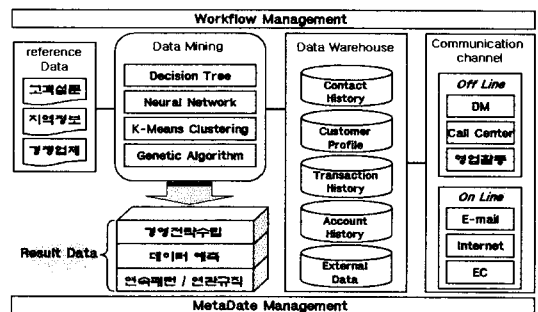 Workflow Management
reference
Data
고객설문
지역정보
경쟁업체
Data Mining
Decision Tree
Neural Network
K-Means Clustering
Genetic Algorithm
Result Data
경영전략수립
데이터 예측
연속패턴 / 연관규칙
Data Warehouse
Contact
History
Customer
Profile
Transaction
History
Account
History
External
Data
Communication
channel
Off Line
DM
Call Center
영업활동
On Line
E-mail
Internet
EC
MetaDate Management